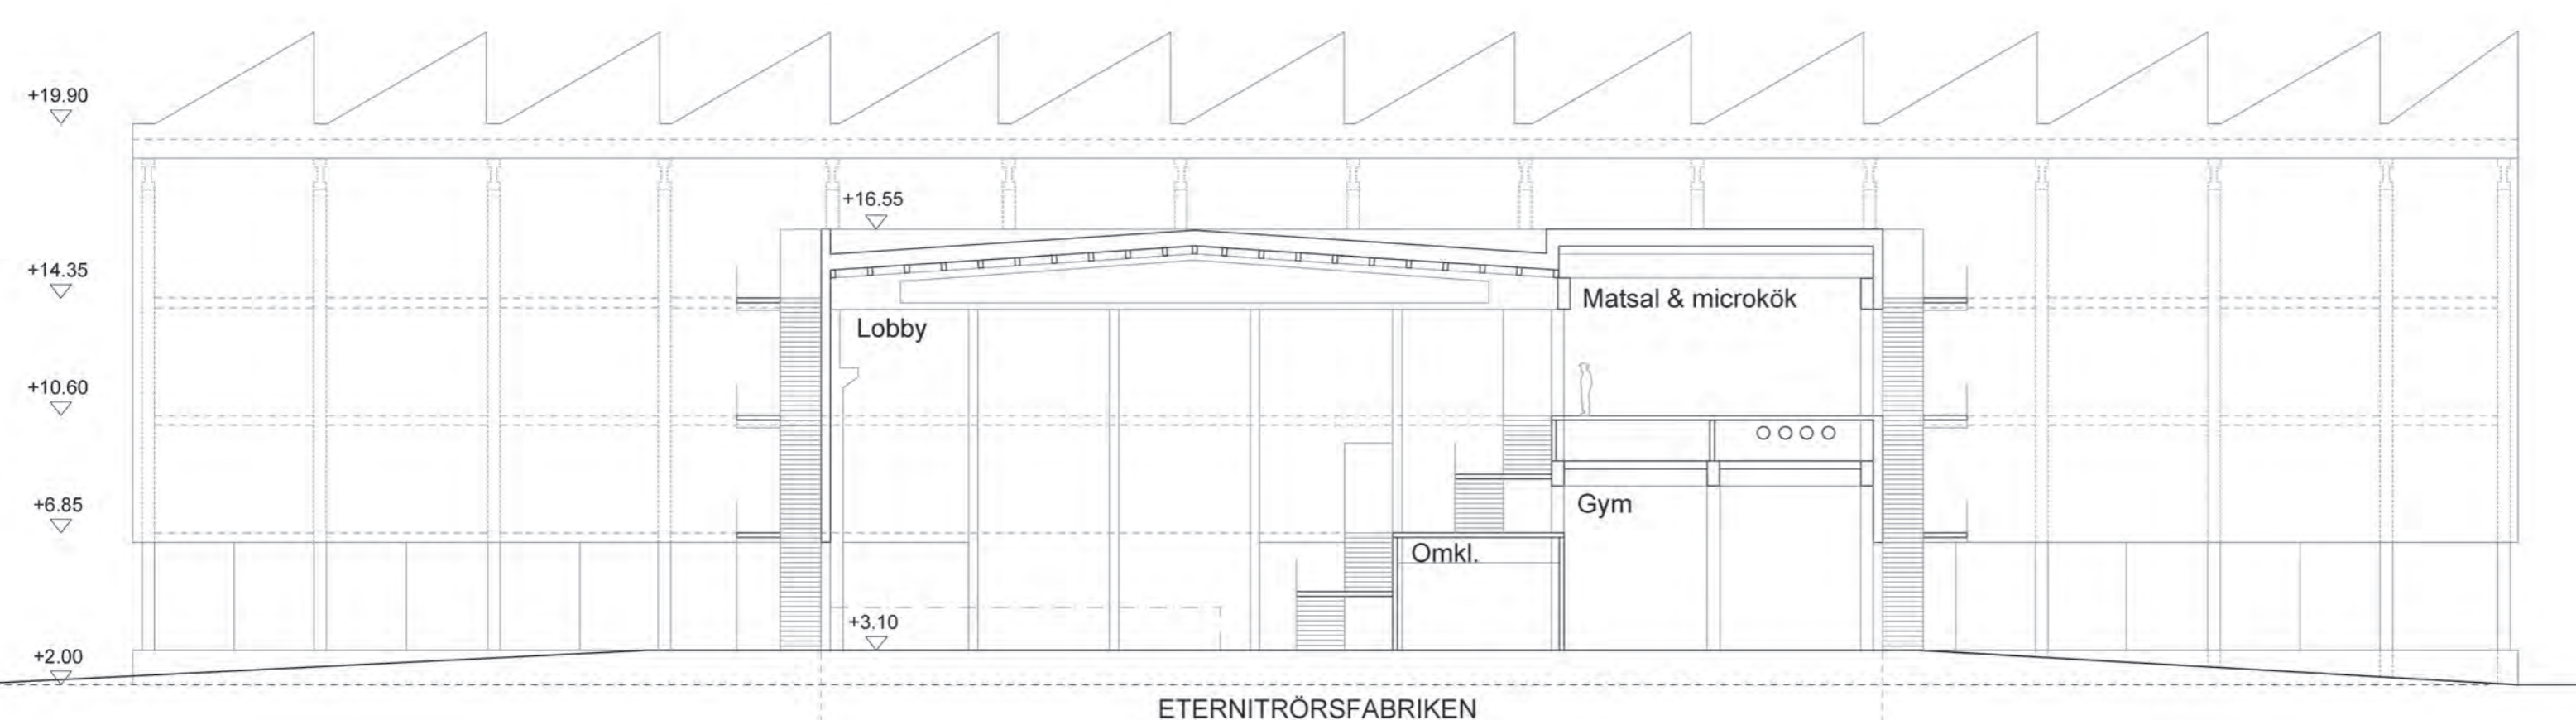 +19.90
+16.55
+14.35
Matsal & microkök
Lobby
+10.60
+6.85
Gym
Omkl.
+3.10
+2.00
ETERNITRÖRSFABRIKEN